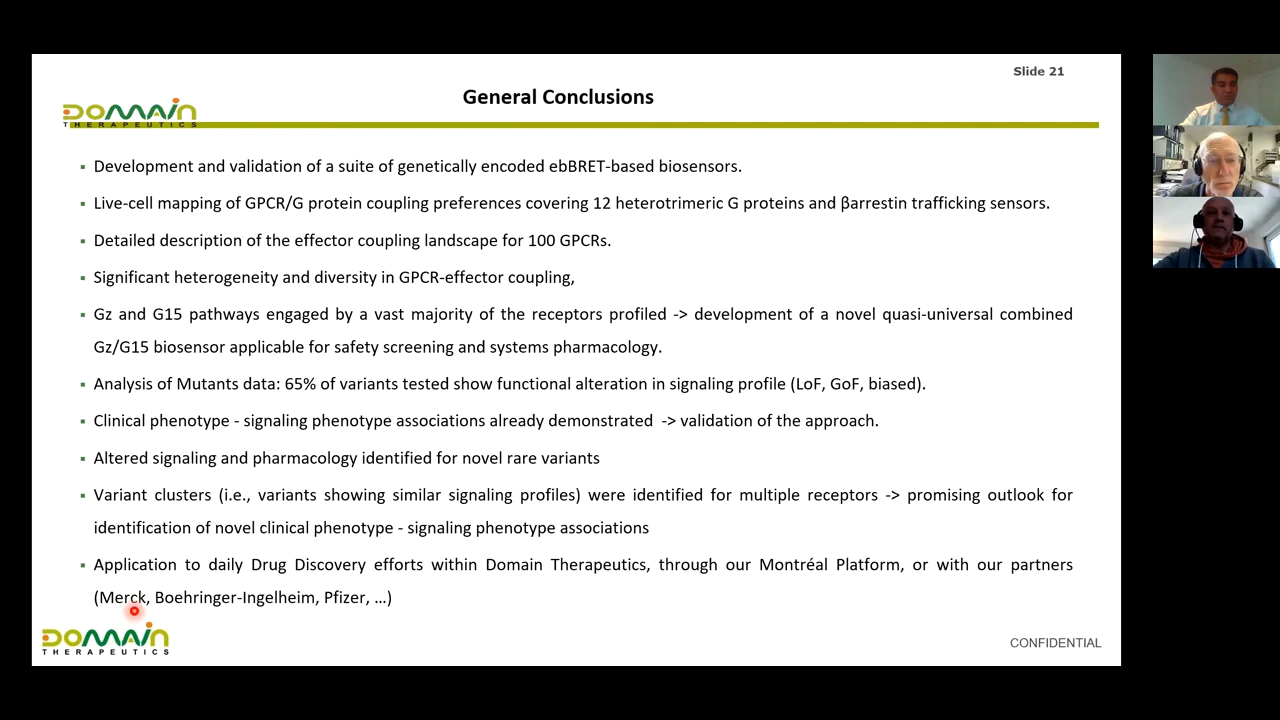 Slide 21
General Conclusions
DOMAIN
THERAPEUTICS
▪ Development and validation of a suite of genetically encoded ebBRET-based biosensors.
▪ Live-cell mapping of GPCR/G protein coupling preferences covering 12 heterotrimeric G proteins and βarrestin trafficking sensors.
▪ Detailed description of the effector coupling landscape for 100 GPCRs.
▪ Significant heterogeneity and diversity in GPCR-effector coupling,
▪ Gz and G15 pathways engaged by a vast majority of the receptors profiled -> development of a novel quasi-universal combined
Gz/G15 biosensor applicable for safety screening and systems pharmacology.
▪ Analysis of Mutants data: 65% of variants tested show functional alteration in signaling profile (LoF, GoF, biased).
▪ Clinical phenotype - signaling phenotype associations already demonstrated -> validation of the approach.
▪ Altered signaling and pharmacology identified for novel rare variants
▪ Variant clusters (i.e., variants showing similar signaling profiles) were identified for multiple receptors -> promising outlook for
identification of novel clinical phenotype - signaling phenotype associations
▪ Application to daily Drug Discovery efforts within Domain Therapeutics, through our Montréal Platform, or with our partners
(Merck, Boehringer-Ingelheim, Pfizer, …)
DOMAIN
THERAPEUTICS
CONFIDENTIAL